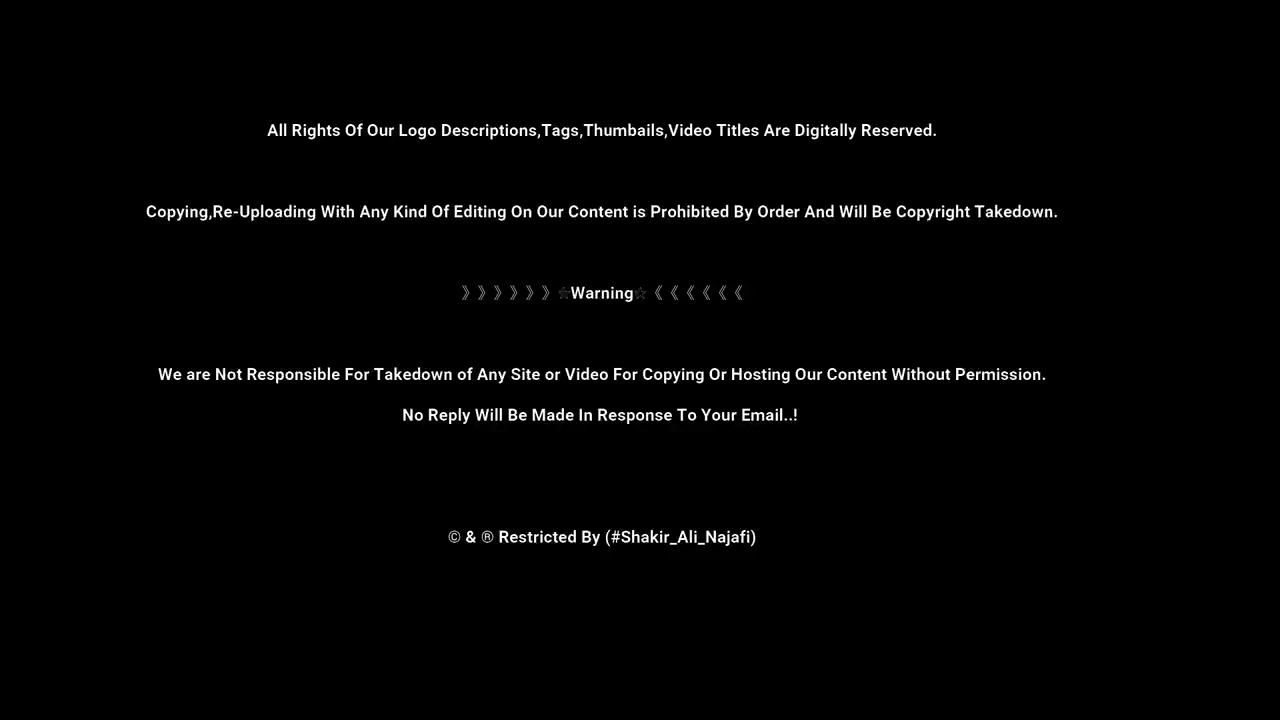 All Rights Of Our Logo Descriptions,Tags,Thumbails,Video Titles Are Digitally Reserved.
Copying,Re-Uploading With Any Kind Of Editing On Our Content is Prohibited By Order And Will Be Copyright Takedown.
》》》》》》☆Warning☆《《《《《《
We are Not Responsible For Takedown of Any Site or Video For Copying Or Hosting Our Content Without Permission.
No Reply Will Be Made In Response To Your Email..!
© & ® Restricted By (#Shakir_Ali_Najafi)